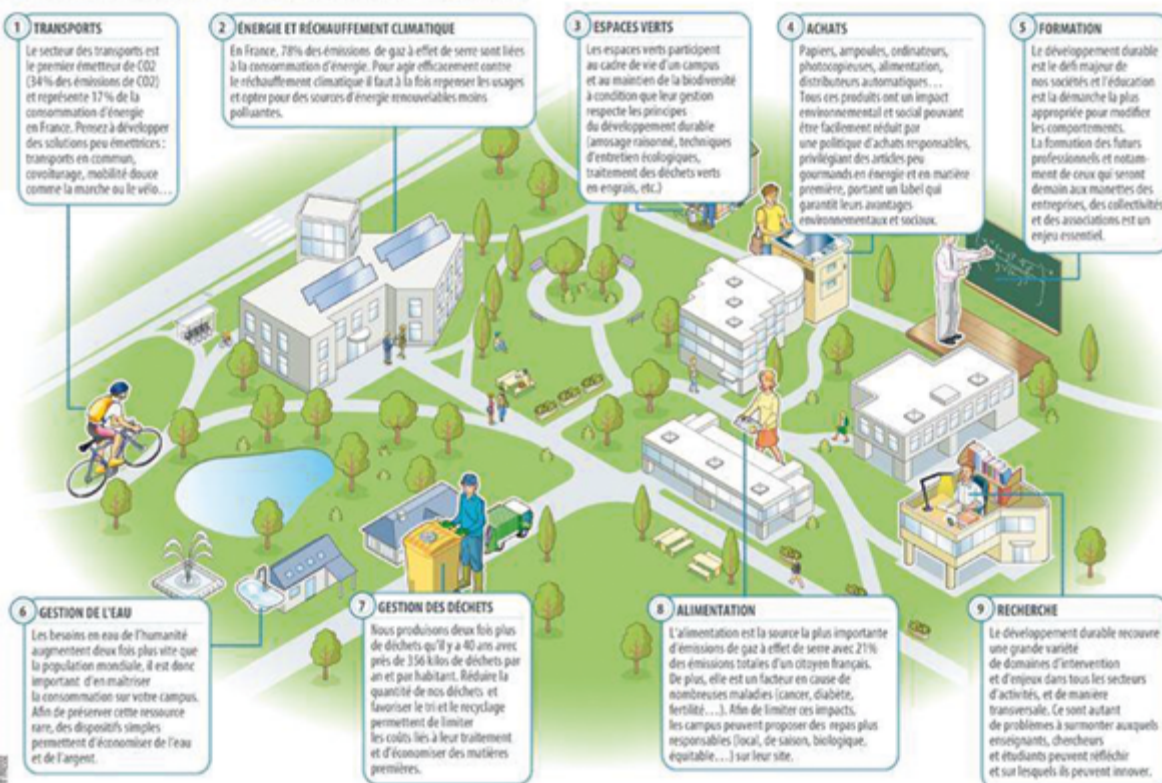 1 TRANSPORTS
Le secteur des transports est
le premier émetteur de CO2
(34% des émissions de CO2)
et représente 17% de la
consommation d'énergie
en France. Pensez à développer
des solutions peu émettrices :
transports en commun,
covoiturage, mobilité douce
comme la marche ou le vélo...
2 ÉNERGIE ET RÉCHAUFFEMENT CLIMATIQUE
En France, 78% des émissions de gaz à effet de serre sont liées
à la consommation d'énergie. Pour agir efficacement contre
le réchauffement climatique il faut à la fois repenser les usages
et opter pour des sources d'énergie renouvelables moins
polluantes.
3 ESPACES VERTS
Les espaces verts participent
au cadre de vie d'un campus
et au maintien de la biodiversité
à condition que leur gestion
respecte les principes
du développement durable
(arrosage raisonné, techniques
d'entretien écologiques,
traitement des déchets verts
en engrais, etc.)
4 ACHATS
Papiers, ampoules, ordinateurs,
photocopieuses, alimentation,
distributeurs automatiques...
Tous ces produits ont un impact
environnemental et social pouvant
être facilement réduit par
une politique d'achats responsables,
privilégiant des articles peu
gourmands en énergie et en matière
première, portant un label qui
garantit leurs avantages
environnementaux et sociaux.
5 FORMATION
Le développement durable
est le défi majeur de
nos sociétés et l'éducation
est la démarche la plus
appropriée pour modifier
les comportements.
La formation des futurs
professionnels et notam-
ment de ceux qui seront
demain aux manettes des
entreprises, des collectivités
et des associations est un
enjeu essentiel.
6 GESTION DE L'EAU
Les besoins en eau de l'humanité
augmentent deux fois plus vite que
la population mondiale, il est donc
important d'en maîtriser
la consommation sur votre campus.
Afin de préserver cette ressource
rare, des dispositifs simples
permettent d'économiser de l'eau
et de l'argent.
7 GESTION DES DÉCHETS
Nous produisons deux fois plus
de déchets qu'il y a 40 ans avec
près de 356 kilos de déchets par
an et par habitant. Réduire la
quantité de nos déchets et
favoriser le tri et le recyclage
permettent de limiter
les coûts liés à leur traitement
et d'économiser des matières
premières.
8 ALIMENTATION
L'alimentation est la source la plus importante
d'émissions de gaz à effet de serre avec 21%
des émissions totales d'un citoyen français.
De plus, elle est un facteur en cause de
nombreuses maladies (cancer, diabète,
fertilité...). Afin de limiter ces impacts,
les campus peuvent proposer des repas plus
responsables (local, de saison, biologique,
équitable...) sur leur site.
9 RECHERCHE
Le développement durable recouvre
une grande variété
de domaines d'intervention
et d'enjeux dans tous les secteurs
d'activités, et de manière
transversale. Ce sont autant
de problèmes à surmonter auxquels
enseignants, chercheurs
et étudiants peuvent réfléchir
et sur lesquels ils peuvent innover.